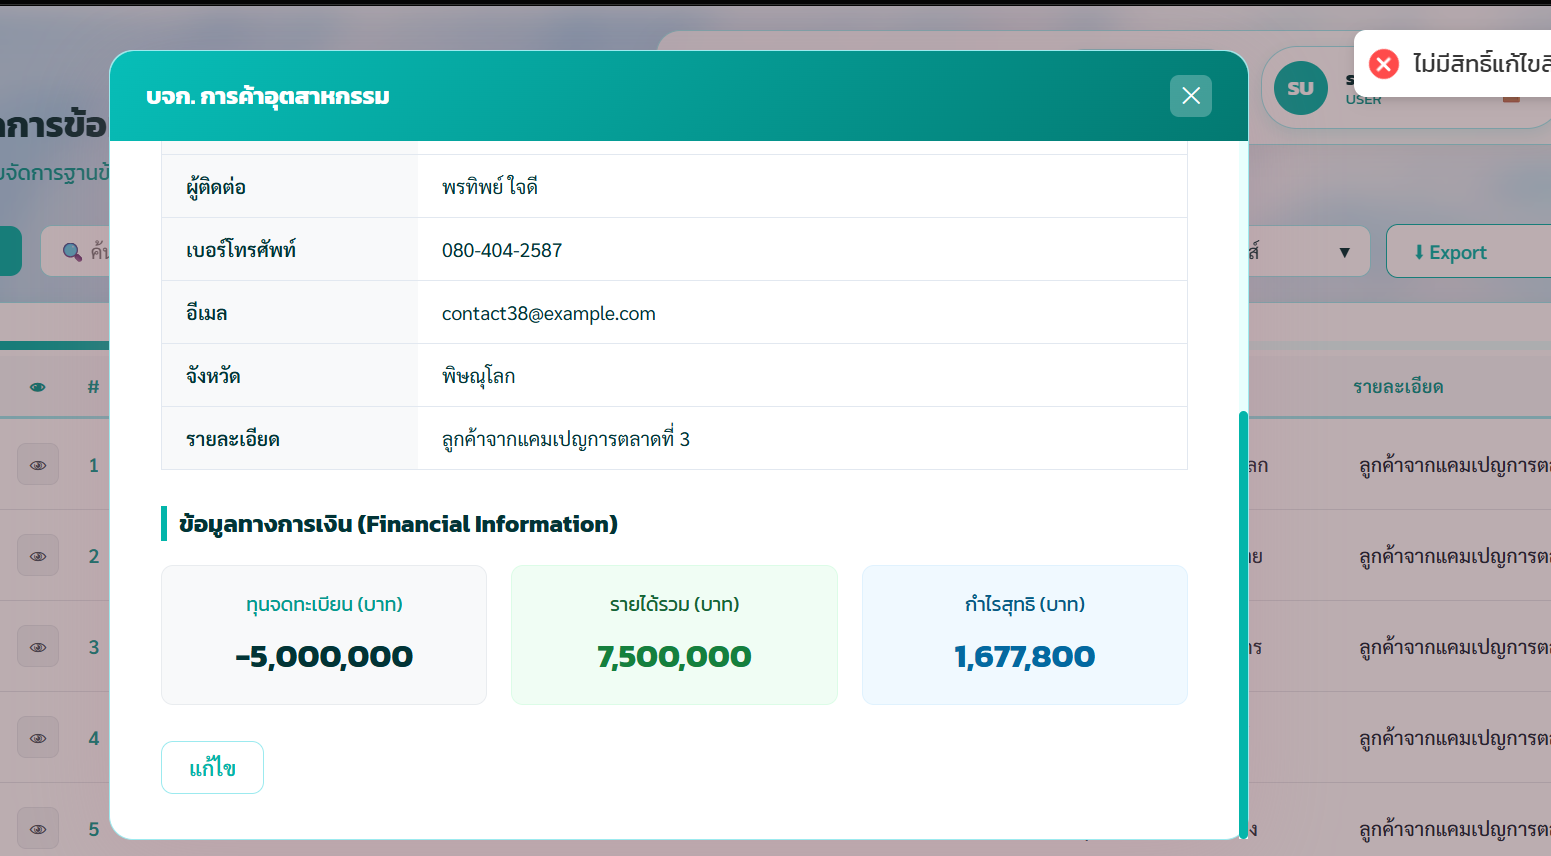 บจก. การค้าอุตสาหกรรม
SU
USER
ไม่มีสิทธิ์แก้ไข
การข้อ
จัดการฐานข้
Export
# รายละเอียด
ผู้ติดต่อ พรทิพย์ ใจดี
เบอร์โทรศัพท์ 080-404-2587
อีเมล contact38@example.com
จังหวัด พิษณุโลก
รายละเอียด ลูกค้าจากแคมเปญการตลาดที่ 3
ข้อมูลทางการเงิน (Financial Information)
ทุนจดทะเบียน (บาท) รายได้รวม (บาท) กำไรสุทธิ (บาท)
-5,000,000 7,500,000 1,677,800
แก้ไข
1 ลูกค้าจากแคมเปญการต
2 ลูกค้าจากแคมเปญการต
3 ลูกค้าจากแคมเปญการต
4 ลูกค้าจากแคมเปญการต
5 ลูกค้าจากแคมเปญการต